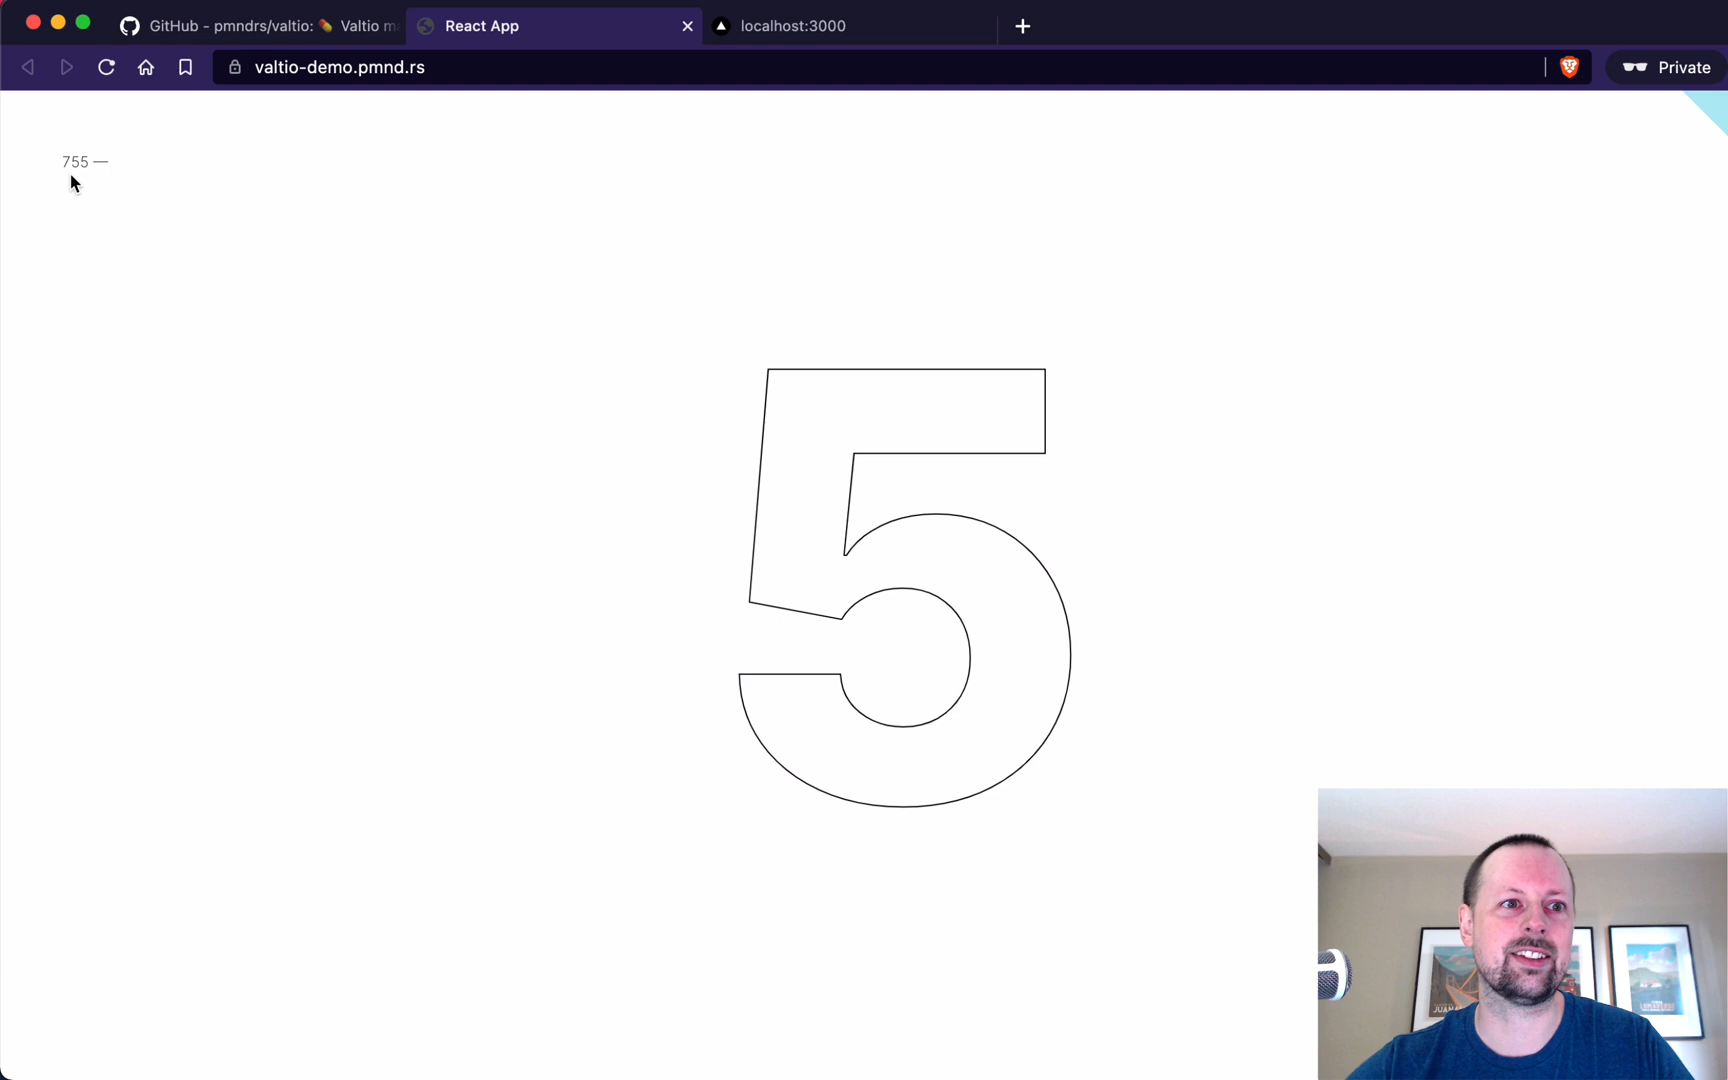 GitHub - pmndrs/valtio: 💊 Valtio m
React App
localhost:3000
valtio-demo.pmnd.rs
Private
755 —
5